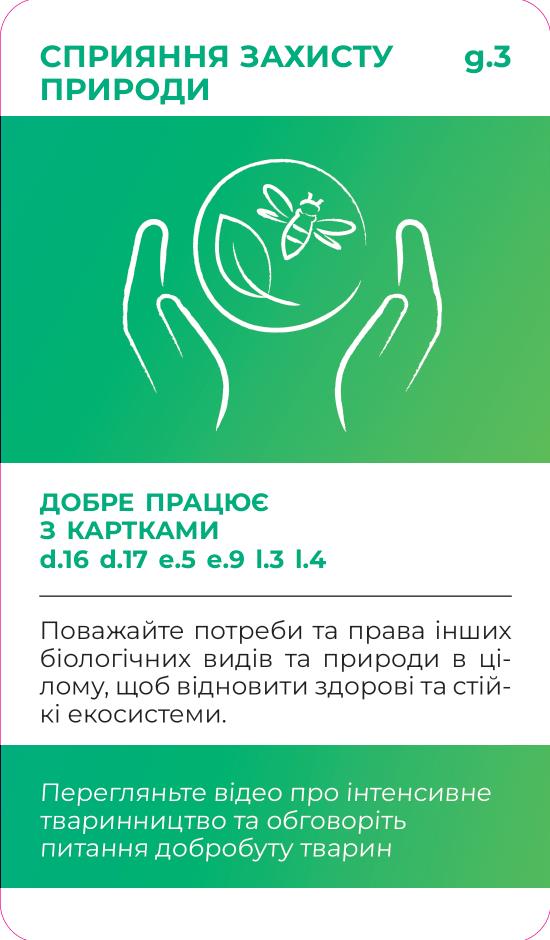 СПРИЯННЯ ЗАХИСТУ g.3
ПРИРОДИ
ДОБРЕ ПРАЦЮЄ
З КАРТКАМИ
d.16 d.17 e.5 e.9 l.3 l.4
Поважайте потреби та права інших
біологічних видів та природи в ці-
лому, щоб відновити здорові та стій-
кі екосистеми.
Перегляньте відео про інтенсивне
тваринництво та обговоріть
питання добробуту тварин